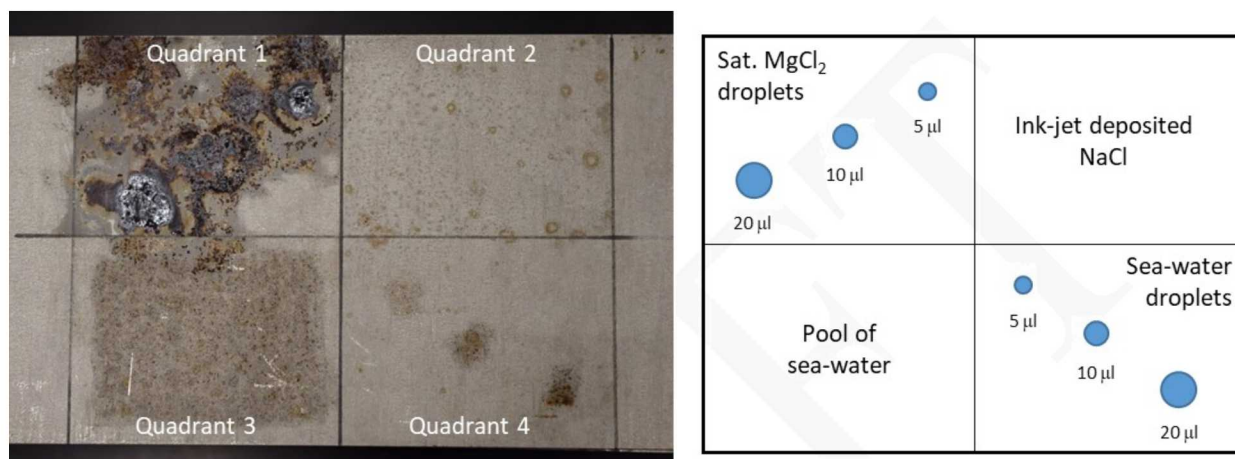 Quadrant 1
Quadrant 2
Quadrant 3
Quadrant 4
Sat. MgCl₂
droplets
5 µl
10 µl
20 µl
Ink-jet deposited
NaCl
Pool of
sea-water
Sea-water
droplets
5 µl
10 µl
20 µl